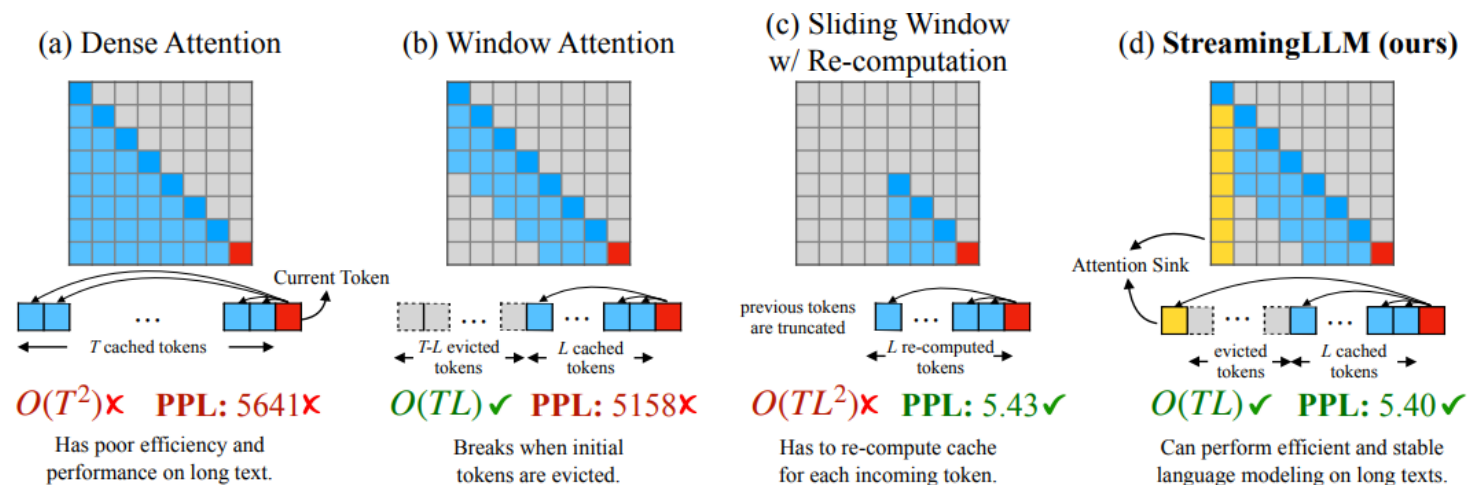 (a) Dense Attention
Current Token
...
T cached tokens
O(T²)✗ PPL: 5641✗
Has poor efficiency and
performance on long text.
(b) Window Attention
... ...
T-L evicted
tokens
L cached
tokens
O(TL)✓ PPL: 5158✗
Breaks when initial
tokens are evicted.
(c) Sliding Window
w/ Re-computation
previous tokens
are truncated
...
L re-computed
tokens
O(TL²)✗ PPL: 5.43✓
Has to re-compute cache
for each incoming token.
(d) StreamingLLM (ours)
Attention Sink
... ...
evicted
tokens
L cached
tokens
O(TL)✓ PPL: 5.40✓
Can perform efficient and stable
language modeling on long texts.